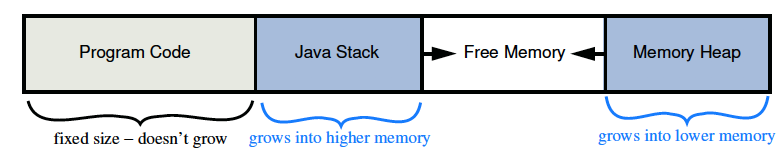 Program Code
Java Stack
Free Memory
Memory Heap
fixed size – doesn't grow
grows into higher memory
grows into lower memory